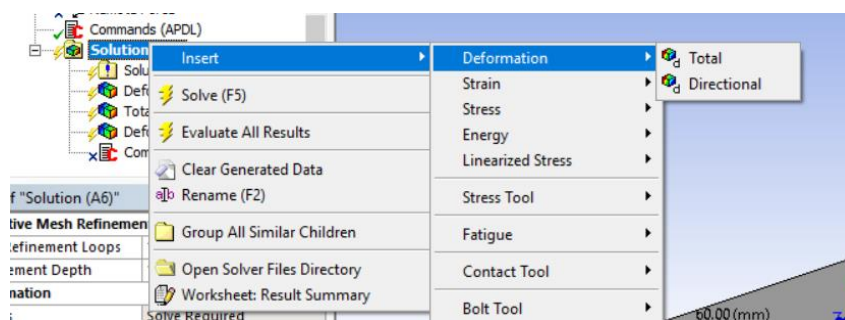 Commands (APDL)
Solution
Insert
Deformation
Total
Solu
Directional
Defo
Strain
Solve (F5)
Tota
Stress
Defo
Evaluate All Results
Energy
Com
Clear Generated Data
Linearized Stress
f "Solution (A6)"
Rename (F2)
Stress Tool
tive Mesh Refinemen
Group All Similar Children
Fatigue
efinement Loops
ement Depth
Open Solver Files Directory
Contact Tool
mation
Worksheet: Result Summary
Bolt Tool
s
Solve Required
60.00 (mm)